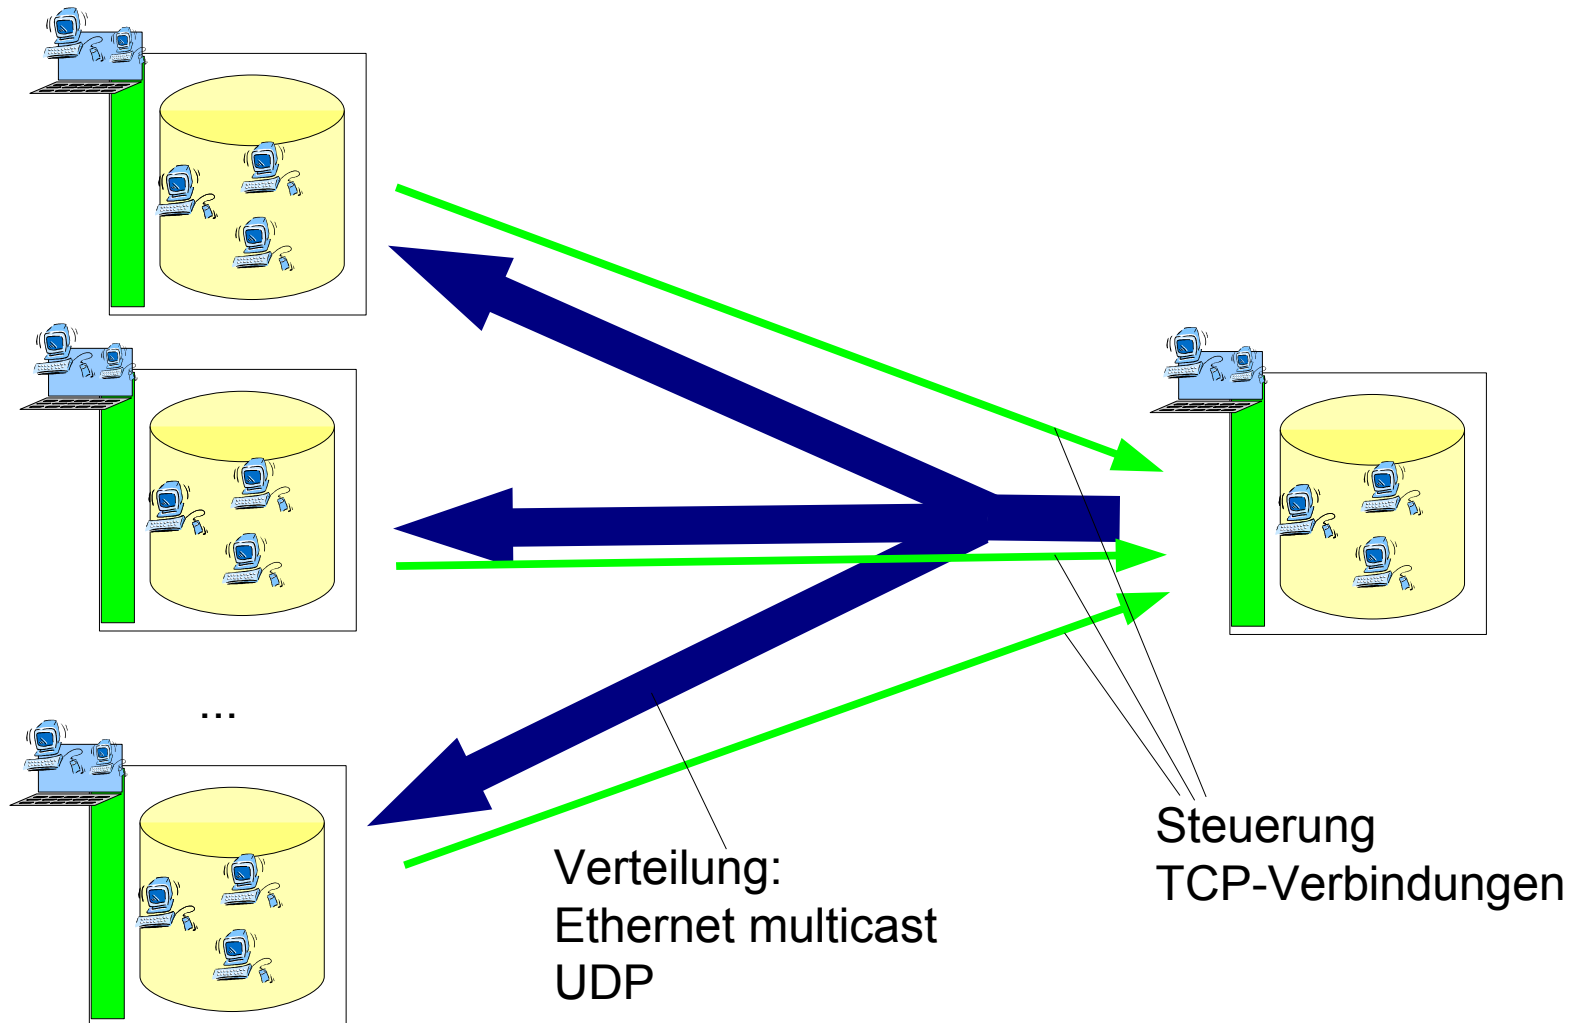 ...
Verteilung:
Ethernet multicast
UDP
Steuerung
TCP-Verbindungen